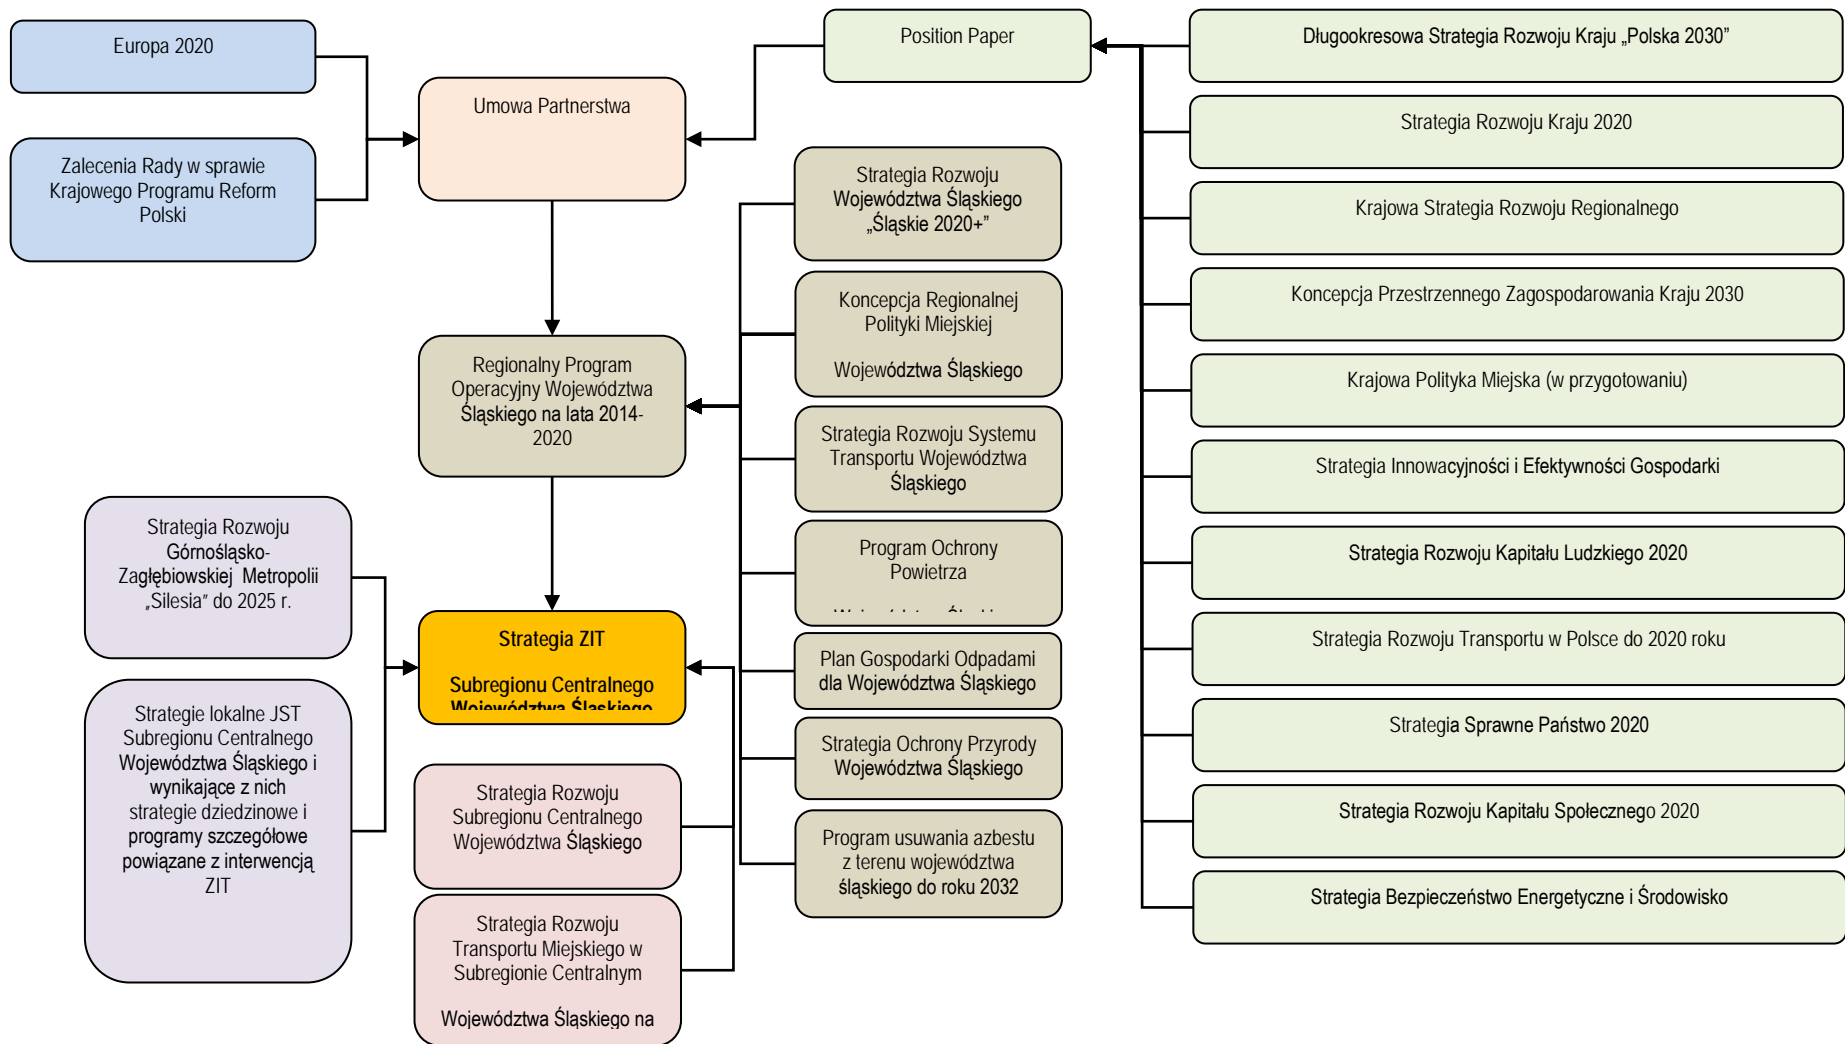 Europa 2020
Zalecenia Rady w sprawie
Krajowego Programu Reform
Polski
Umowa Partnerstwa
Position Paper
Regionalny Program
Operacyjny Województwa
Śląskiego na lata 2014-
2020
Strategia Rozwoju
Górnośląsko-
Zagłębiowskiej Metropolii
„Silesia” do 2025 r.
Strategie lokalne JST
Subregionu Centralnego
Województwa Śląskiego i
wynikające z nich
strategie dziedzinowe i
programy szczegółowe
powiązane z interwencją
ZIT
Strategia ZIT
Subregionu Centralnego
Województwa Śląskiego
Strategia Rozwoju
Subregionu Centralnego
Województwa Śląskiego
Strategia Rozwoju
Transportu Miejskiego w
Subregionie Centralnym
Województwa Śląskiego na
Strategia Rozwoju
Województwa Śląskiego
„Śląskie 2020+”
Koncepcja Regionalnej
Polityki Miejskiej
Województwa Śląskiego
Strategia Rozwoju Systemu
Transportu Województwa
Śląskiego
Program Ochrony
Powietrza
Plan Gospodarki Odpadami
dla Województwa Śląskiego
Strategia Ochrony Przyrody
Województwa Śląskiego
Program usuwania azbestu
z terenu województwa
śląskiego do roku 2032
Długookresowa Strategia Rozwoju Kraju „Polska 2030”
Strategia Rozwoju Kraju 2020
Krajowa Strategia Rozwoju Regionalnego
Koncepcja Przestrzennego Zagospodarowania Kraju 2030
Krajowa Polityka Miejska (w przygotowaniu)
Strategia Innowacyjności i Efektywności Gospodarki
Strategia Rozwoju Kapitału Ludzkiego 2020
Strategia Rozwoju Transportu w Polsce do 2020 roku
Strategia Sprawne Państwo 2020
Strategia Rozwoju Kapitału Społecznego 2020
Strategia Bezpieczeństwo Energetyczne i Środowisko